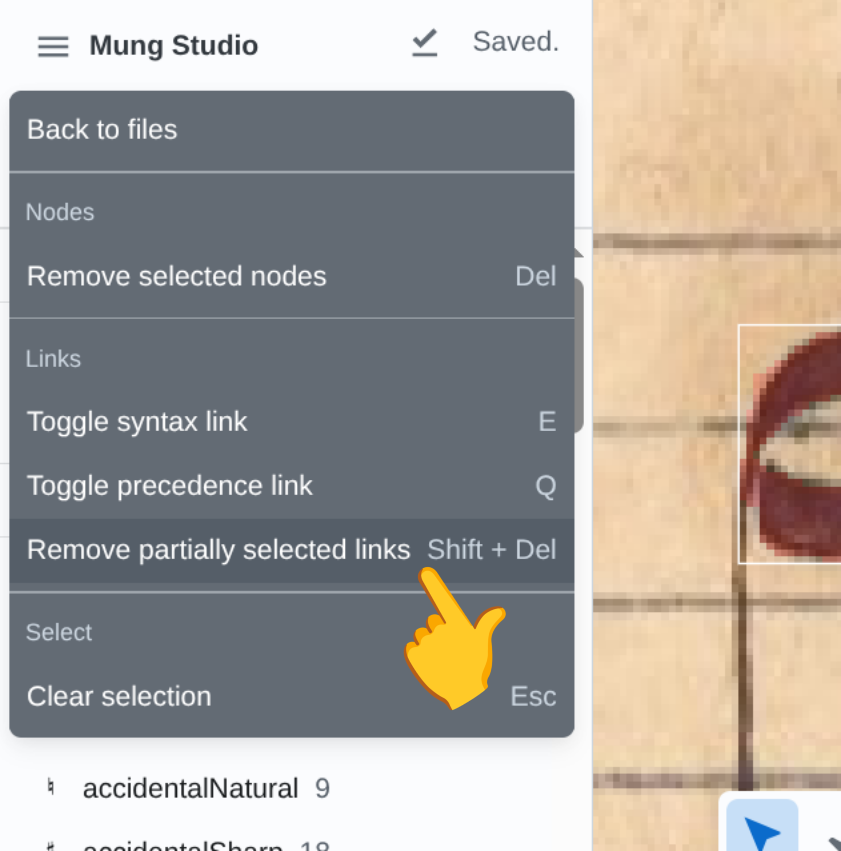 Mung Studio Saved.
Back to files
Nodes
Remove selected nodes Del
Links
Toggle syntax link E
Toggle precedence link Q
Remove partially selected links Shift + Del
Select
Clear selection Esc
accidentalNatural 9
accidentalSharp 18